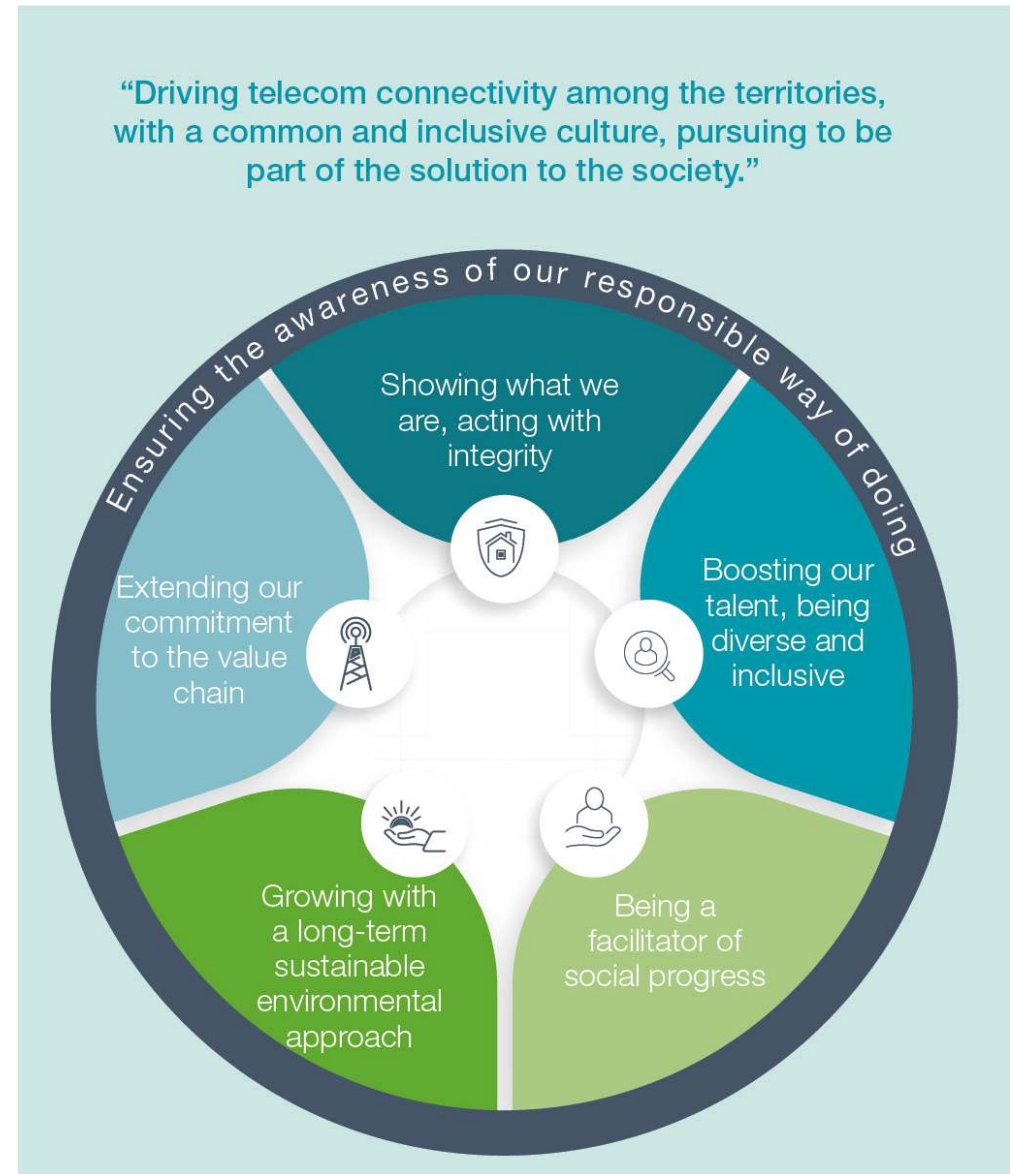 “Driving telecom connectivity among the territories,
with a common and inclusive culture, pursuing to be
part of the solution to the society.”
Ensuring the awareness of our responsible way of doing
Showing what we
are, acting with
integrity
Boosting our
talent, being
diverse and
inclusive
Being a
facilitator of
social progress
Growing with
a long-term
sustainable
environmental
approach
Extending our
commitment
to the value
chain